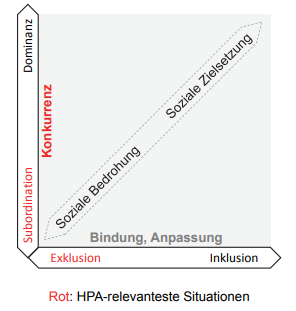 Dominanz
Konkurrenz
Subordination
Soziale Zielsetzung
Soziale Bedrohung
Bindung, Anpassung
Exklusion
Inklusion
Rot: HPA-relevanteste Situationen